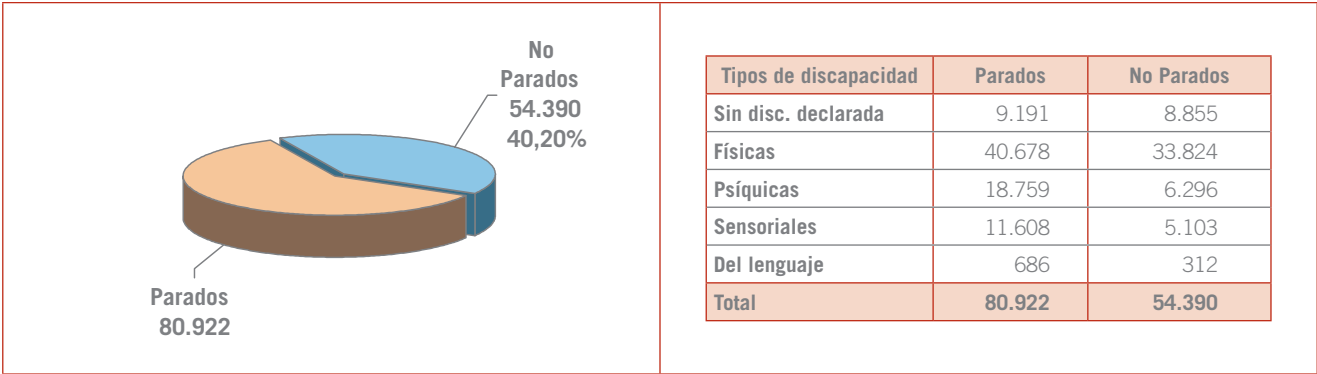 No
Parados
54.390
40,20%
Parados
80.922
Tipos de discapacidad Parados No Parados
Sin disc. declarada 9.191 8.855
Físicas 40.678 33.824
Psíquicas 18.759 6.296
Sensoriales 11.608 5.103
Del lenguaje 686 312
Total 80.922 54.390